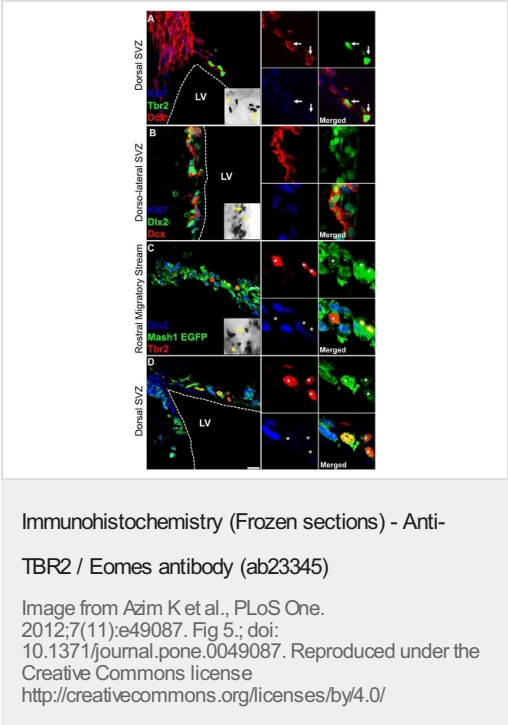 A
Dorsal SVZ
LV
Ki67
Tbr2
Dcx
Merged
B
Dorso-lateral SVZ
LV
Ki67
Dlx2
Dcx
Merged
C
Rostral Migratory Stream
Dlx2
Mash1 EGFP
Tbr2
Merged
D
Dorsal SVZ
LV
Merged
Immunohistochemistry (Frozen sections) - Anti-
TBR2 / Eomes antibody (ab23345)
Image from Azim K et al., PLoS One.
2012;7(11):e49087. Fig 5.; doi:
10.1371/journal.pone.0049087. Reproduced under the
Creative Commons license
http://creativecommons.org/licenses/by/4.0/